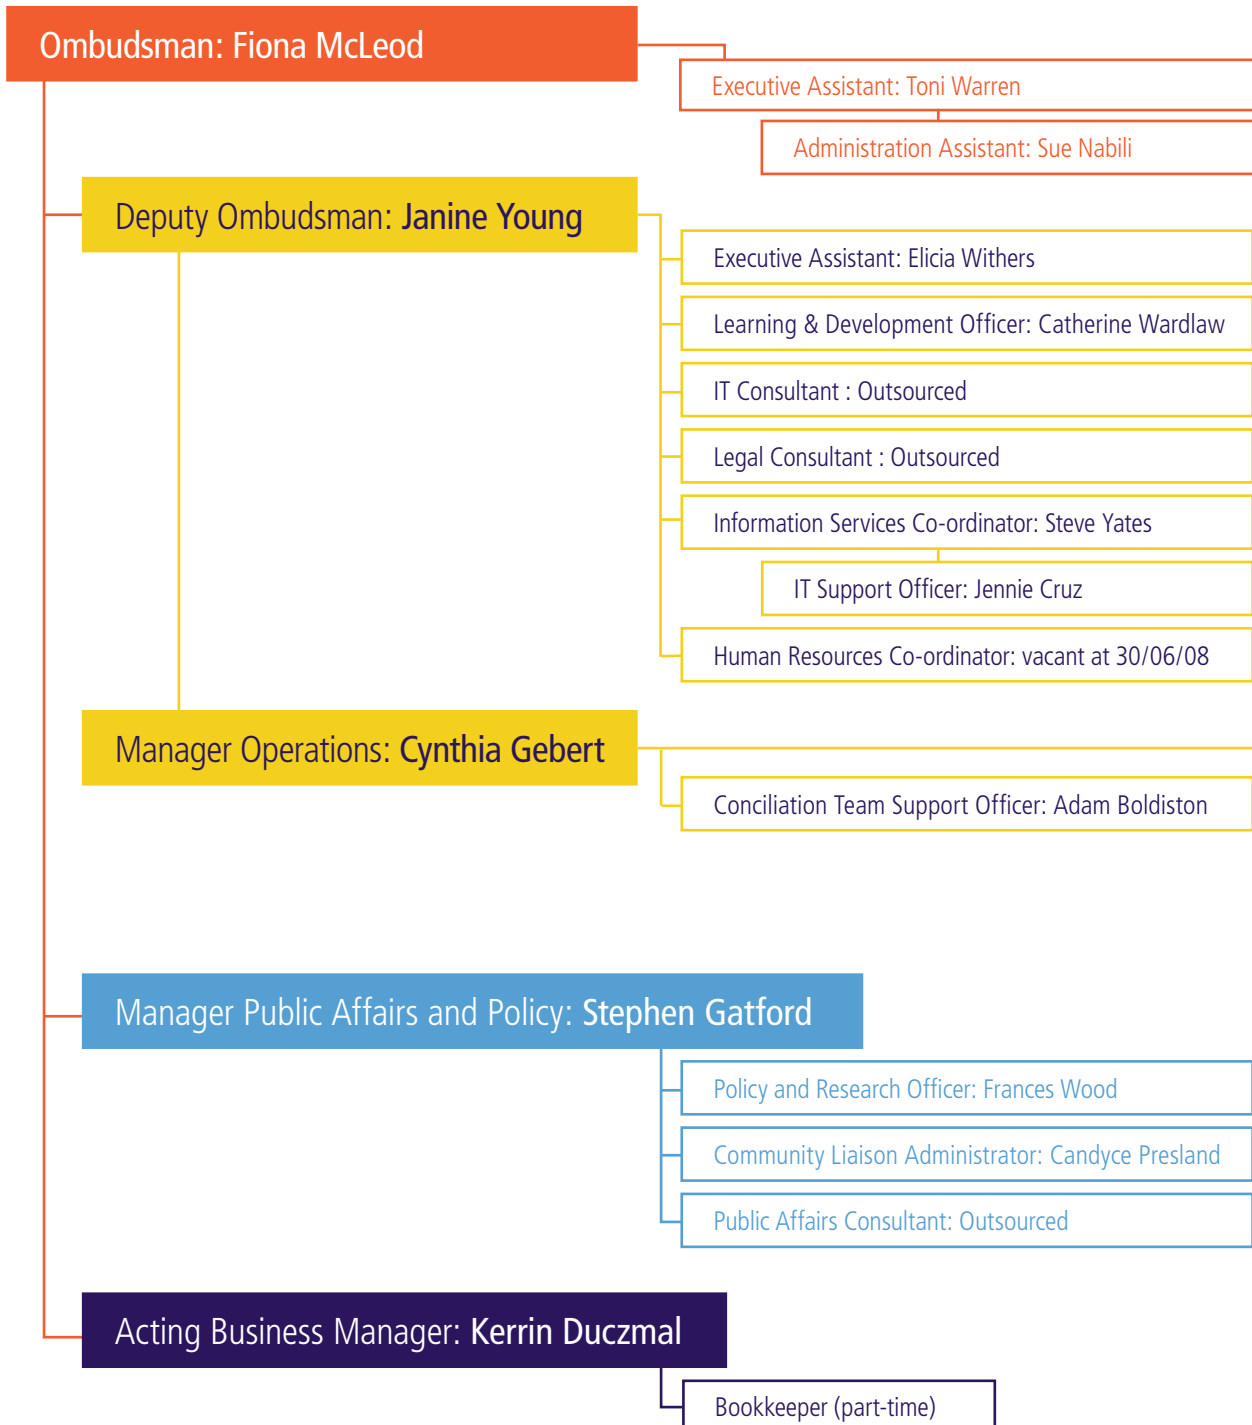 Ombudsman: Fiona McLeod
Executive Assistant: Toni Warren
Administration Assistant: Sue Nabili
Deputy Ombudsman: Janine Young
Executive Assistant: Elicia Withers
Learning & Development Officer: Catherine Wardlaw
IT Consultant : Outsourced
Legal Consultant : Outsourced
Information Services Co-ordinator: Steve Yates
IT Support Officer: Jennie Cruz
Human Resources Co-ordinator: vacant at 30/06/08
Manager Operations: Cynthia Gebert
Conciliation Team Support Officer: Adam Boldiston
Manager Public Affairs and Policy: Stephen Gatford
Policy and Research Officer: Frances Wood
Community Liaison Administrator: Candyce Presland
Public Affairs Consultant: Outsourced
Acting Business Manager: Kerrin Duczmal
Bookkeeper (part-time)